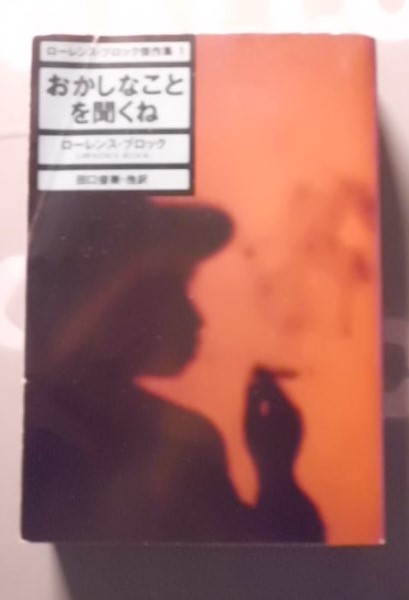 ローレンス・ブロック傑作集 1
おかしなこと
を聞くね
ローレンス・ブロック
LAWRENCE BLOCK
田口俊樹・他訳